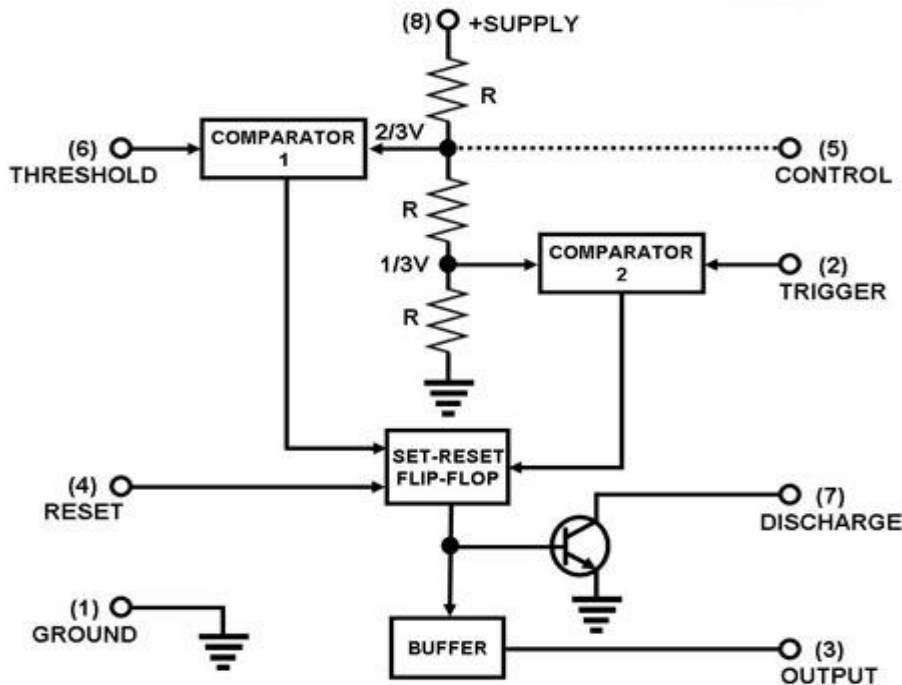 (8) +SUPPLY
R
(6)
THRESHOLD
COMPARATOR
1
2/3V
(5)
CONTROL
R
1/3V
COMPARATOR
2
(2)
TRIGGER
R
SET-RESET
FLIP-FLOP
(4)
RESET
(7)
DISCHARGE
(1)
GROUND
BUFFER
(3)
OUTPUT